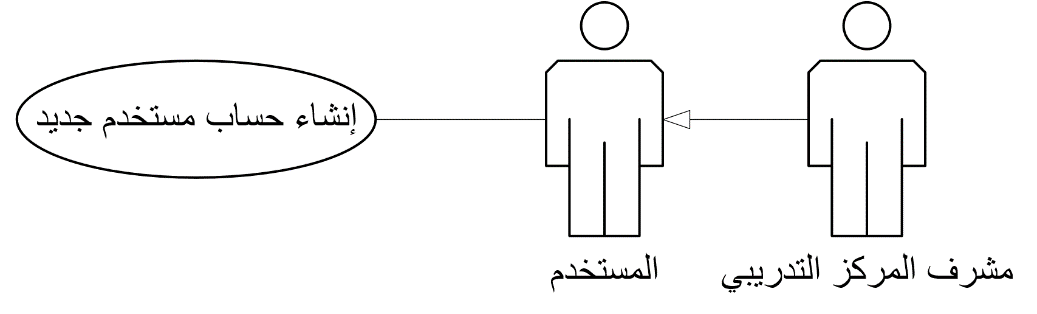 إنشاء حساب مستخدم جديد
مشرف المركز التدريبي
المستخدم